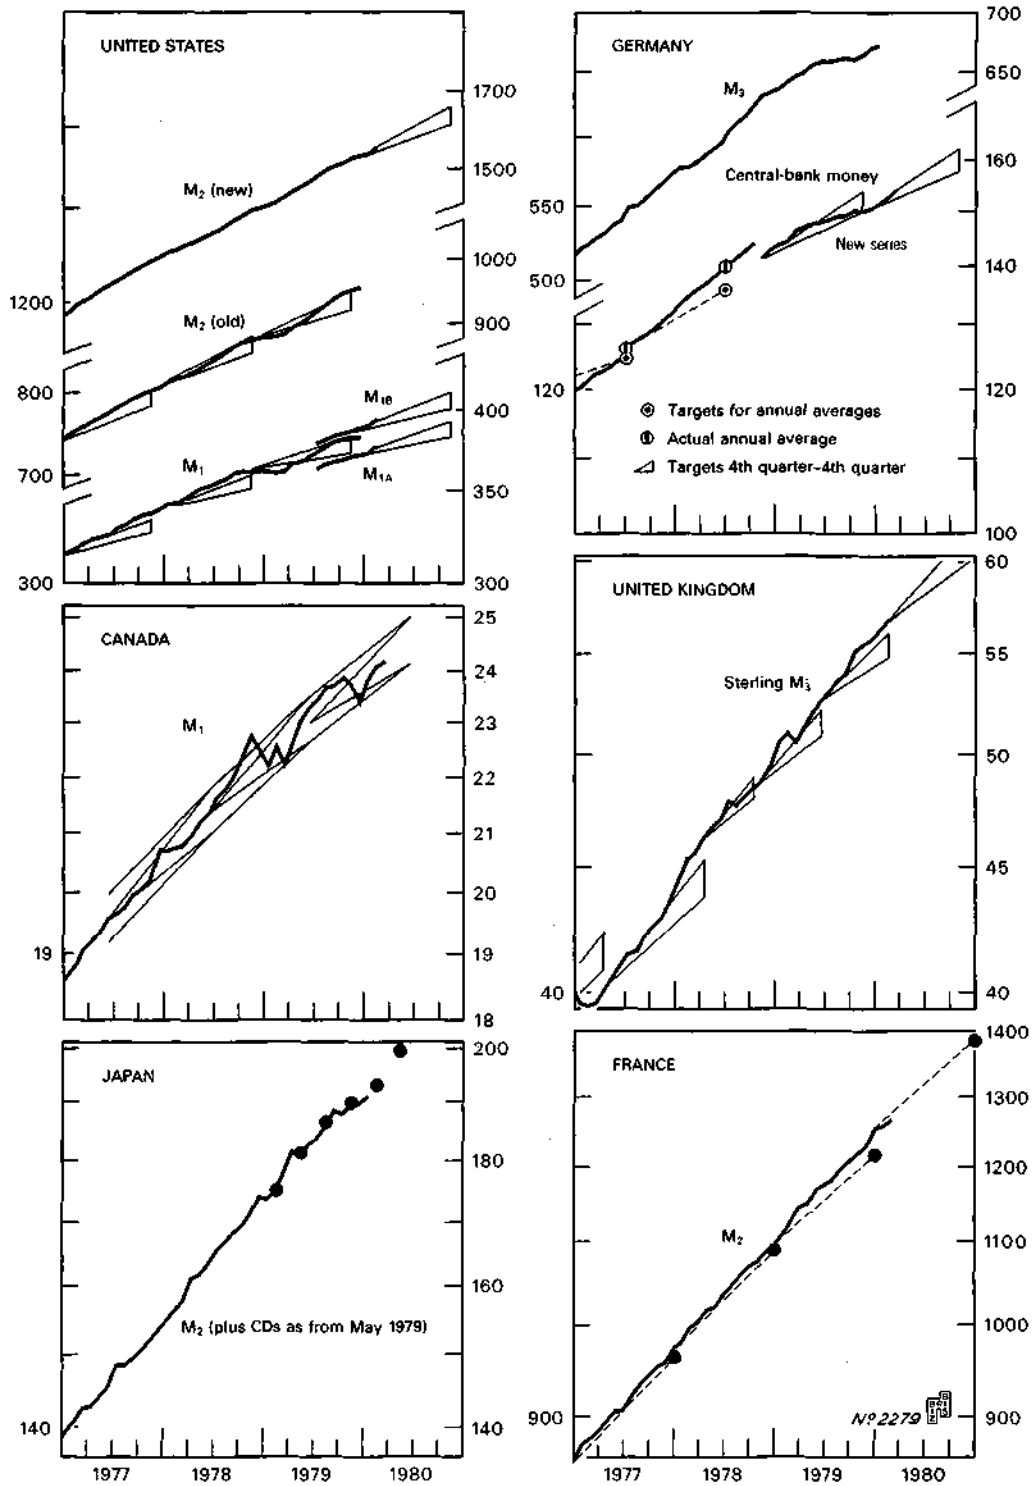 UNITED STATES
1700
M₂ (new)
1500
1200
1000
M₂ (old)
900
800
M₁B
400
M₁
700
M₁A
350
300
300
GERMANY
700
M₃
650
Central-bank money
160
550
New series
140
500
120
120
Targets for annual averages
Actual annual average
Targets 4th quarter–4th quarter
100
CANADA
25
24
M₁
23
22
21
20
19
19
18
UNITED KINGDOM
60
55
Sterling M₃
50
45
40
40
JAPAN
200
180
160
M₂ (plus CDs as from May 1979)
140
140
1977 1978 1979 1980
FRANCE
1400
1300
1200
M₂
1100
1000
900
Nº 2279
900
1977 1978 1979 1980